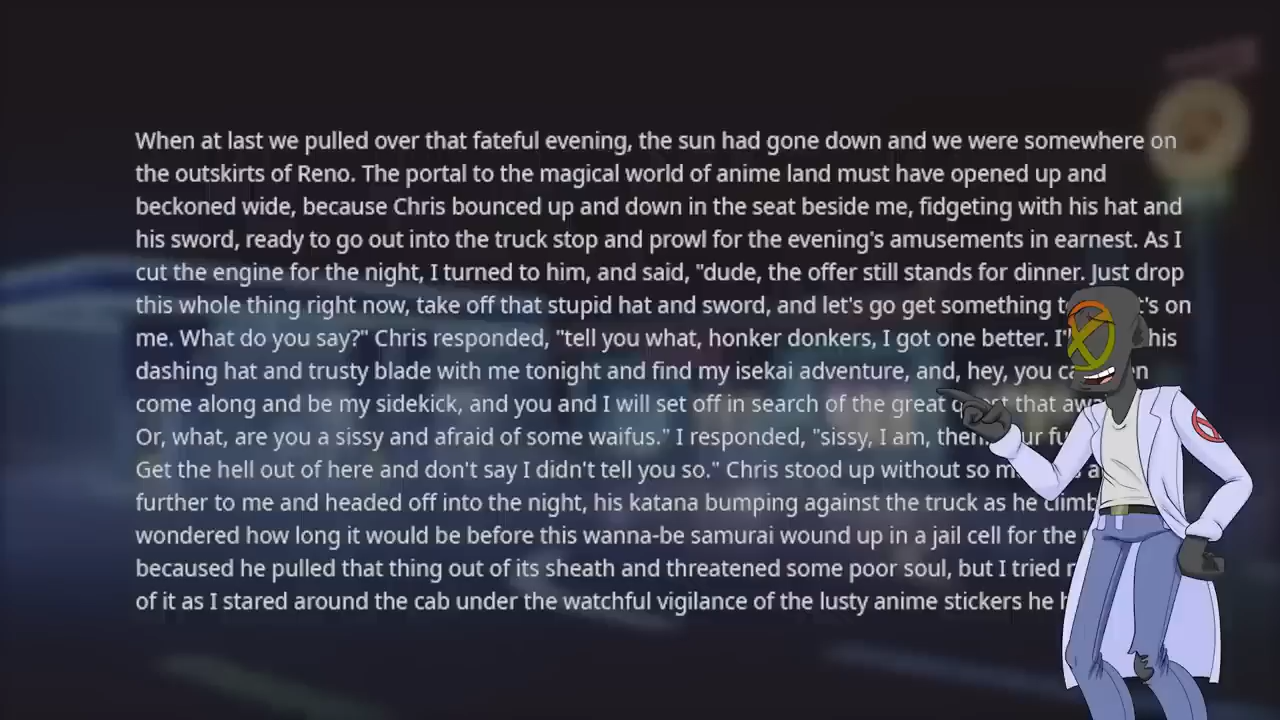 When at last we pulled over that fateful evening, the sun had gone down and we were somewhere on
the outskirts of Reno. The portal to the magical world of anime land must have opened up and
beckoned wide, because Chris bounced up and down in the seat beside me, fidgeting with his hat and
his sword, ready to go out into the truck stop and prowl for the evening's amusements in earnest. As I
cut the engine for the night, I turned to him, and said, "dude, the offer still stands for dinner. Just drop
this whole thing right now, take off that stupid hat and sword, and let's go get something on
me. What do you say?" Chris responded, "tell you what, honker donkers, I got one better.
dashing hat and trusty blade with me tonight and find my isekai adventure, and, hey, you
come along and be my sidekick, and you and I will set off in search of the great that
Or, what, are you a sissy and afraid of some waifus." I responded, "sissy, I am,
Get the hell out of here and don't say I didn't tell you so." Chris stood up without so
further to me and headed off into the night, his katana bumping against the truck as he
wondered how long it would be before this wanna-be samurai wound up in a jail cell for the
becaused he pulled that thing out of its sheath and threatened some poor soul, but I tried
of it as I stared around the cab under the watchful vigilance of the lusty anime stickers he